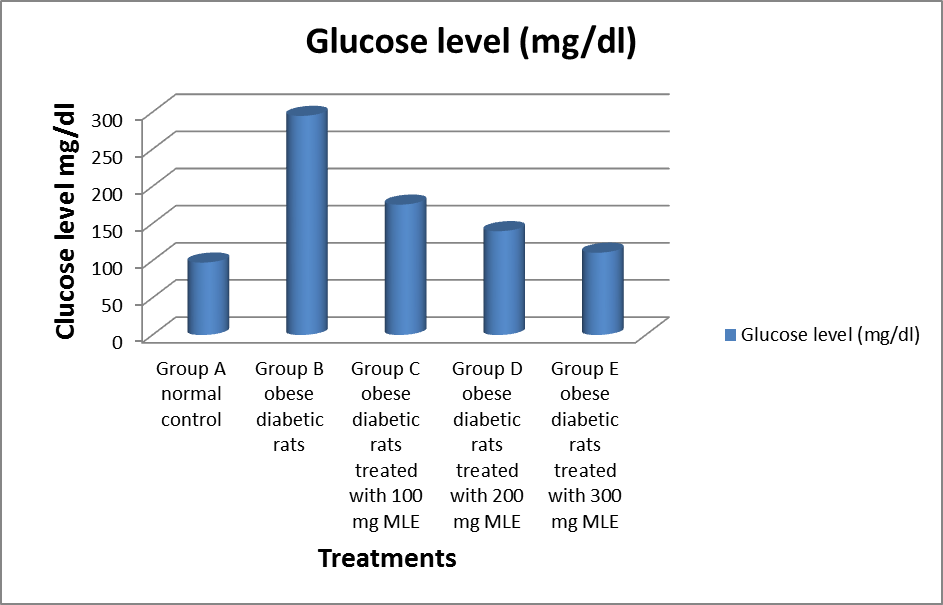 Glucose level (mg/dl)
Clucose level mg/dl
300
250
200
150
100
50
0
Group A
normal
control
Group B
obese
diabetic
rats
Group C
obese
diabetic
rats
treated
with 100
mg MLE
Group D
obese
diabetic
rats
treated
with 200
mg MLE
Group E
obese
diabetic
rats
treated
with 300
mg MLE
Treatments
Glucose level (mg/dl)